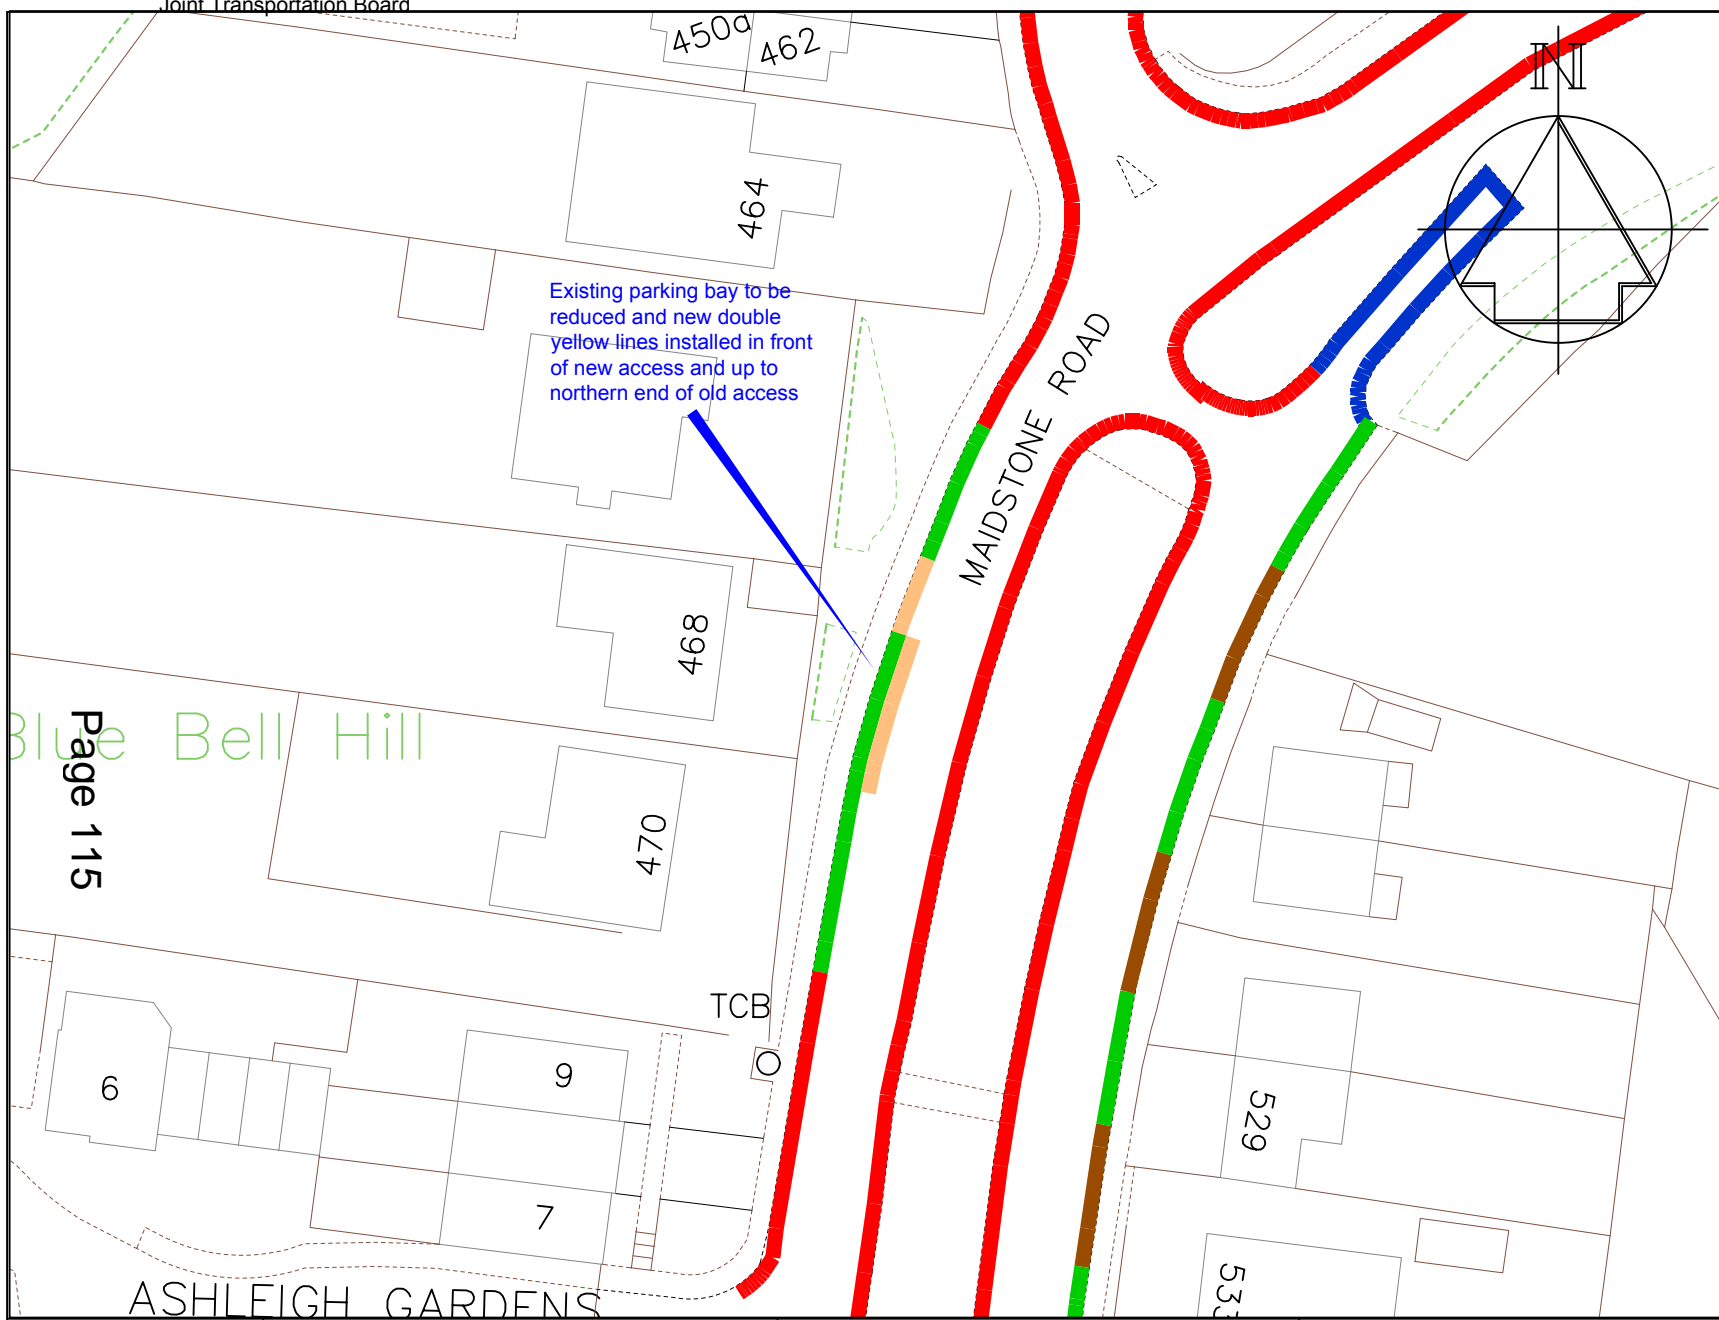 Joint Transportation Board
450a
462
N
464
Existing parking bay to be
reduced and new double
yellow lines installed in front
of new access and up to
northern end of old access
MAIDSTONE ROAD
468
Blue Bell Hill
Page 115
470
TCB
6
9
529
7
533
ASHLEIGH GARDENS